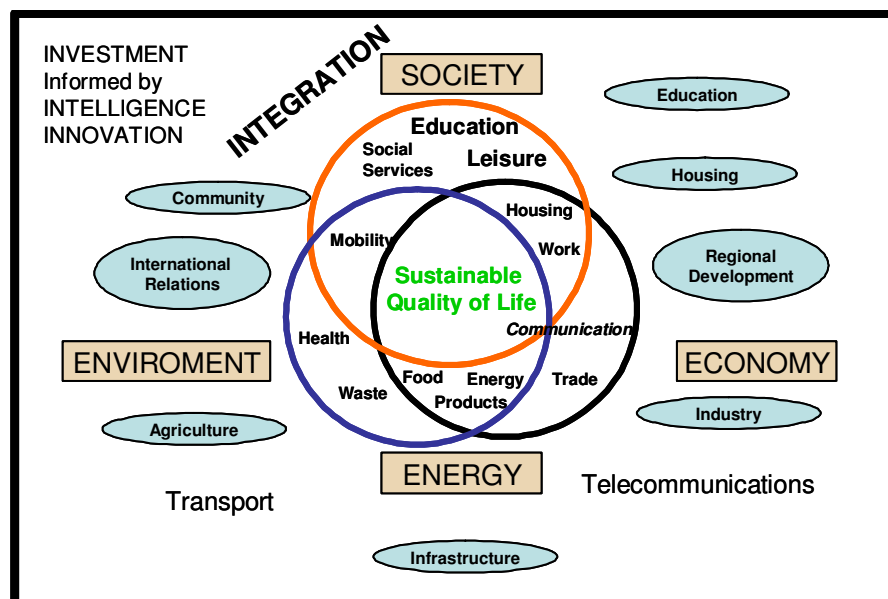 INVESTMENT
Informed by
INTELLIGENCE
INNOVATION
INTEGRATION
SOCIETY
Education
Education
Social
Services
Leisure
Housing
Community
Housing
Mobility
Work
International
Relations
Regional
Development
Sustainable
Quality of Life
Communication
Health
ENVIROMENT
ECONOMY
Food
Energy
Trade
Waste
Products
Industry
Agriculture
ENERGY
Transport
Telecommunications
Infrastructure